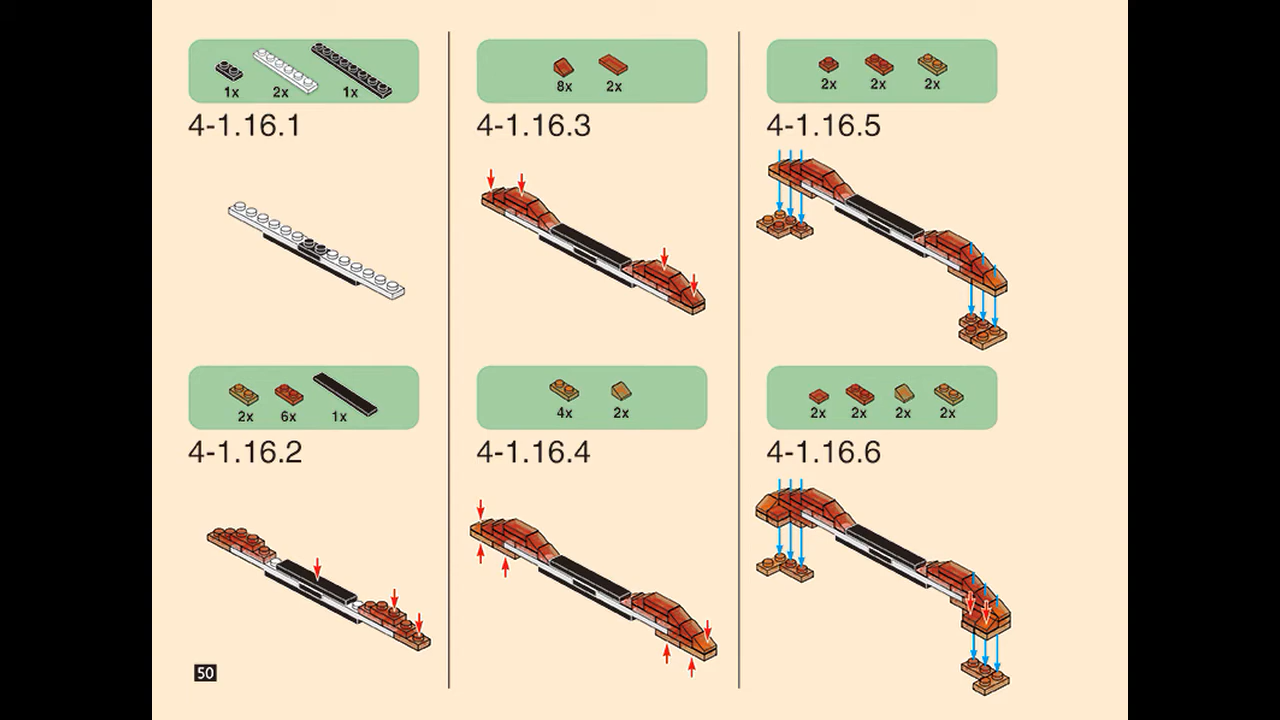 1x 2x 1x
4-1.16.1
2x 6x 1x
4-1.16.2
50
8x 2x
4-1.16.3
4x 2x
4-1.16.4
2x 2x 2x
4-1.16.5
2x 2x 2x 2x
4-1.16.6